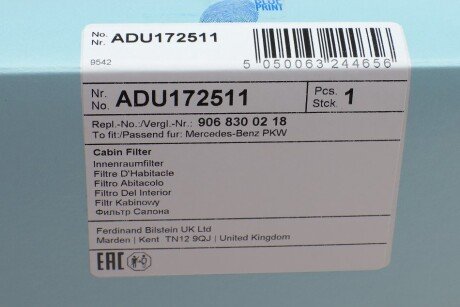 BLUE
PRINT
No.
Nr. ADU172511
9542
5 050063 244656
Nr.
No. ADU172511
Pcs.
Stck. 1
Repl.-No.:/Vergl.-Nr.: 906 830 02 18
To fit:/Passend fur: Mercedes-Benz PKW
Cabin Filter
Innenraumfilter
Filtre D'Habitacle
Filtro Abitacolo
Filtro Del Interior
Filtr Kabinowy
Фильтр Салона
Ferdinand Bilstein UK Ltd
Marden | Kent TN12 9QJ | United Kingdom
EAC